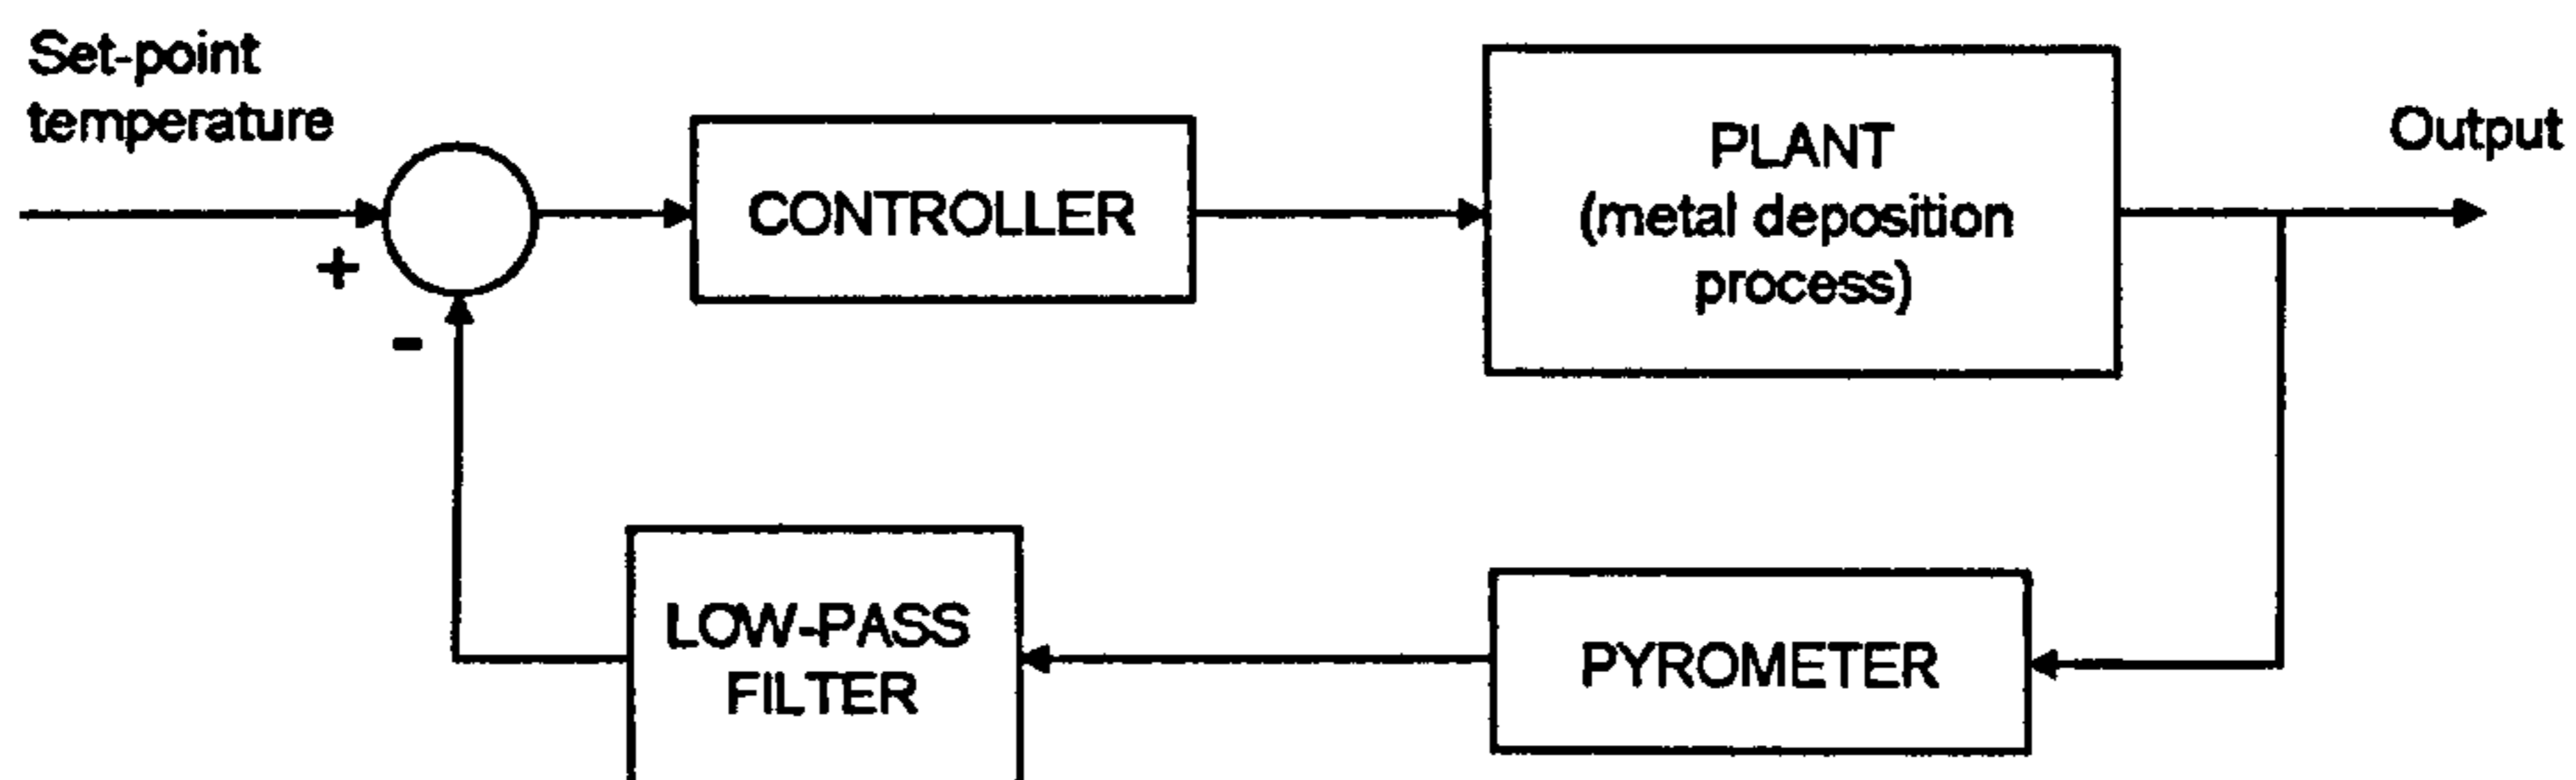 Set-point
temperature
+
-
CONTROLLER
PLANT
(metal deposition
process)
Output
LOW-PASS
FILTER
PYROMETER